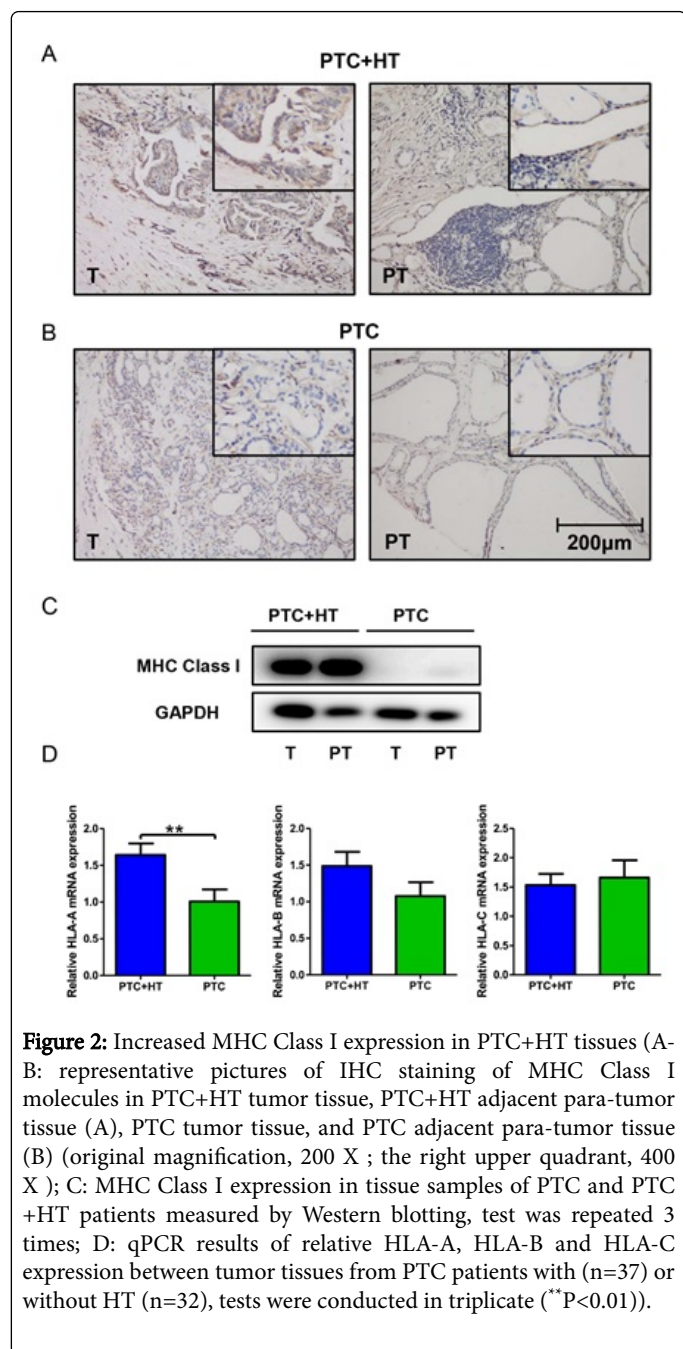 A
PTC+HT
T
PT
B
PTC
T
PT
200μm
C
PTC+HT
PTC
MHC Class I
GAPDH
T
PT
T
PT
D
Relative HLA-A mRNA expression
2.0
1.5
1.0
0.5
0.0
**
PTC+HT
PTC
Relative HLA-B mRNA expression
2.0
1.5
1.0
0.5
0.0
PTC+HT
PTC
Relative HLA-C mRNA expression
2.5
2.0
1.5
1.0
0.5
0.0
PTC+HT
PTC
Figure 2: Increased MHC Class I expression in PTC+HT tissues (A-
B: representative pictures of IHC staining of MHC Class I
molecules in PTC+HT tumor tissue, PTC+HT adjacent para-tumor
tissue (A), PTC tumor tissue, and PTC adjacent para-tumor tissue
(B) (original magnification, 200 X ; the right upper quadrant, 400
X ); C: MHC Class I expression in tissue samples of PTC and PTC
+HT patients measured by Western blotting, test was repeated 3
times; D: qPCR results of relative HLA-A, HLA-B and HLA-C
expression between tumor tissues from PTC patients with (n=37) or
without HT (n=32), tests were conducted in triplicate (**P<0.01)).